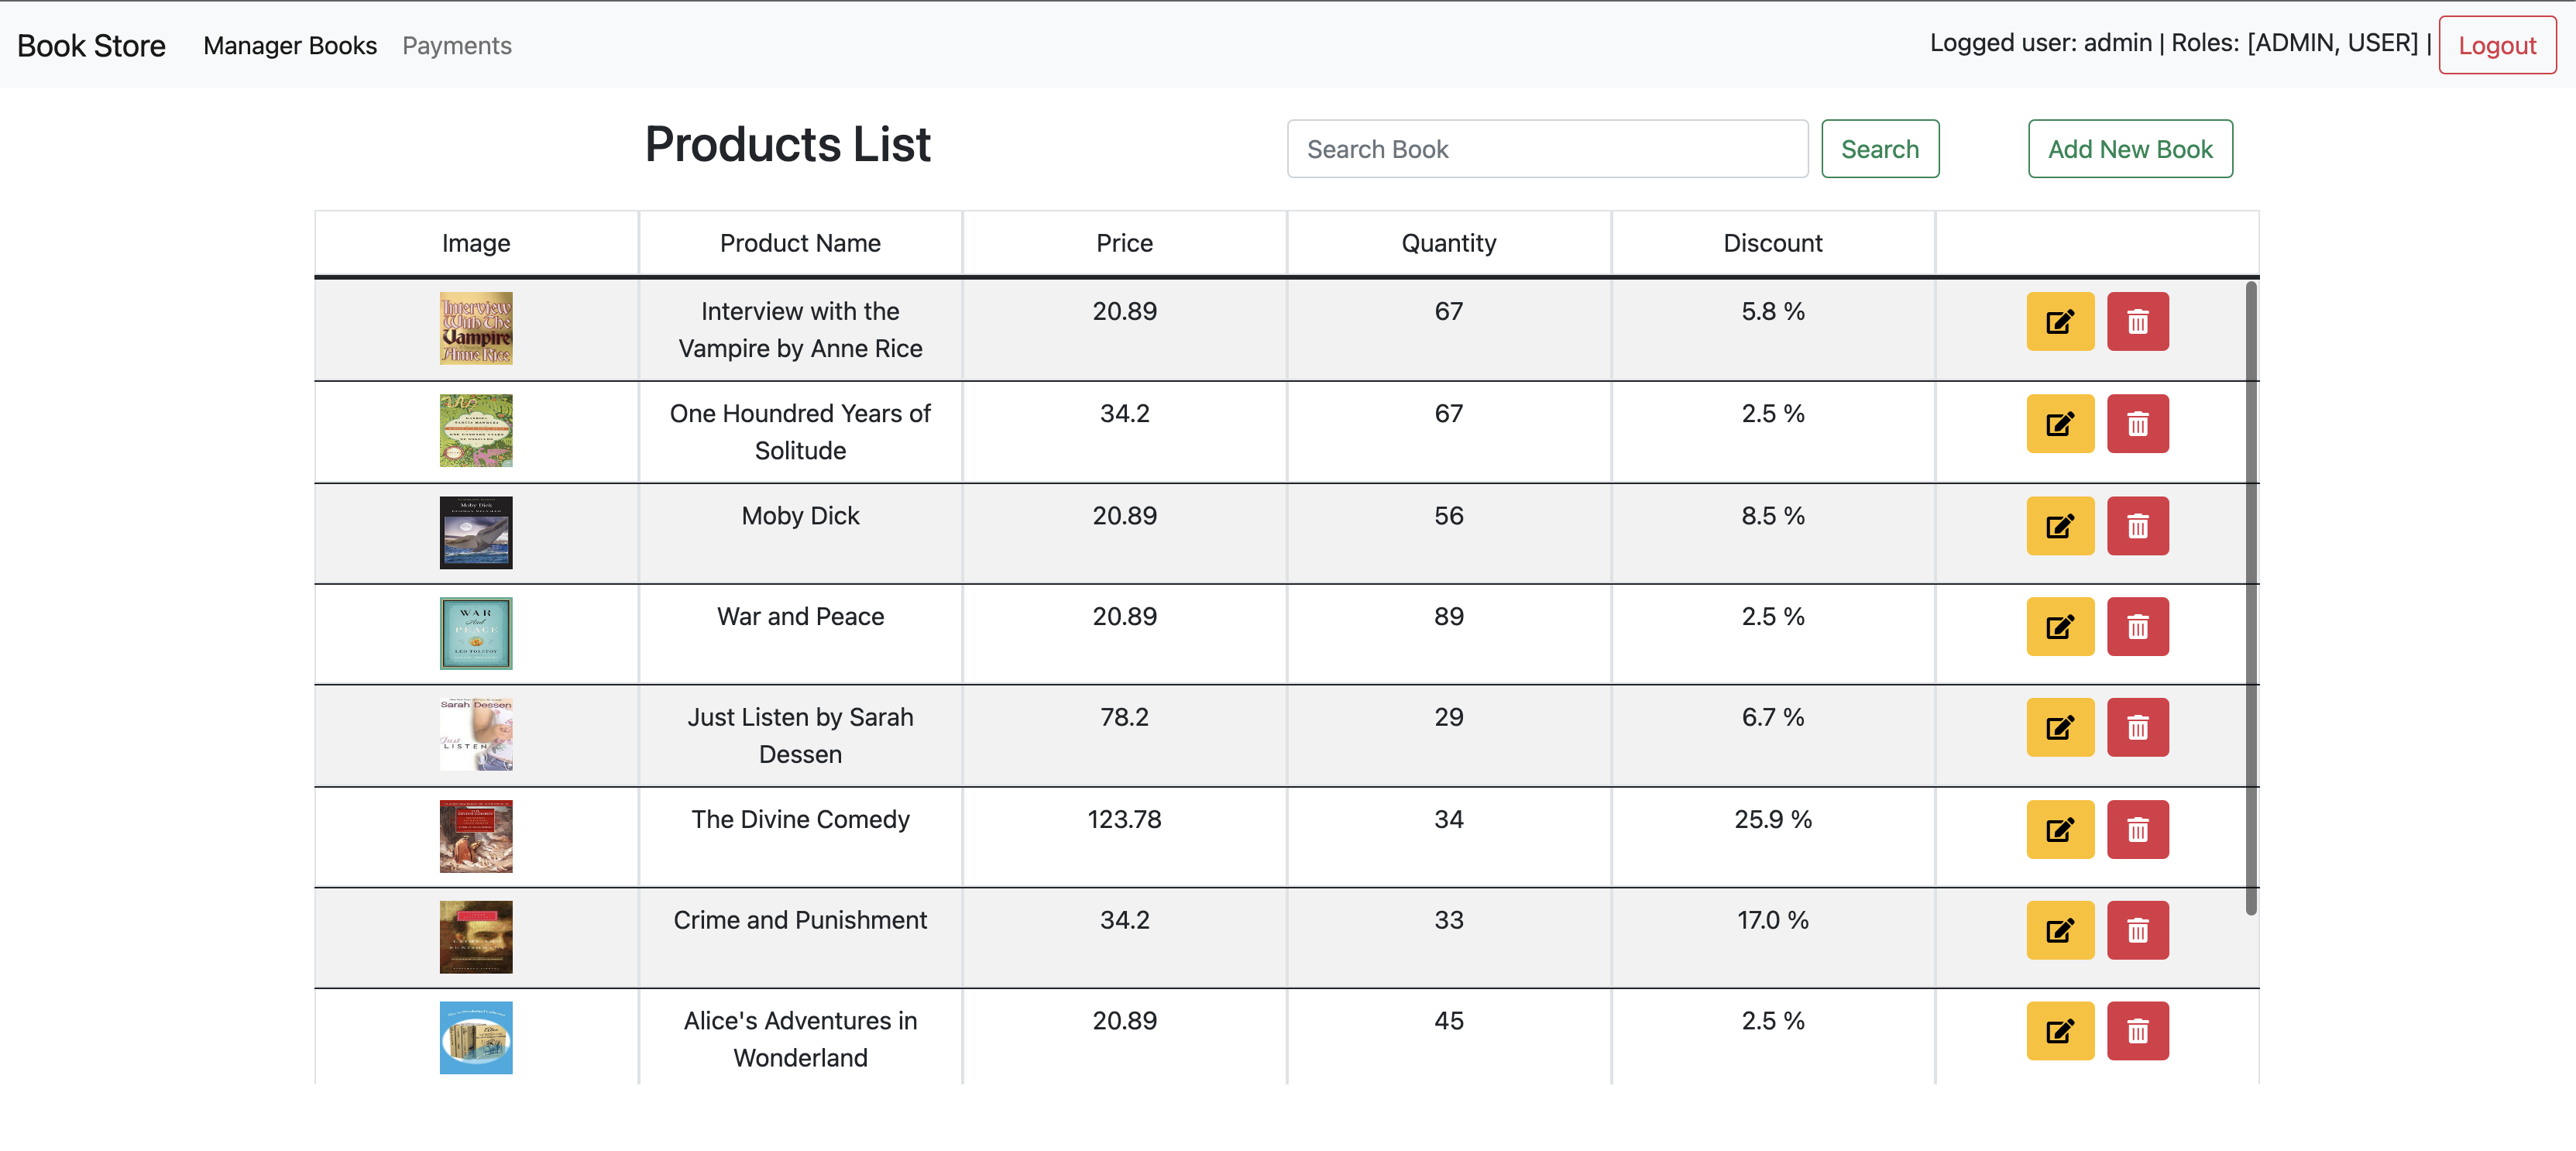 Book Store Manager Books Payments Logged user: admin | Roles: [ADMIN, USER] | Logout
Products List Search Book Search Add New Book
Image Product Name Price Quantity Discount
Interview With The Vampire Anne Rice
Interview with the 20.89 67 5.8 %
Vampire by Anne Rice
One Houndred Years of 34.2 67 2.5 %
Solitude
Moby Dick
Moby Dick 20.89 56 8.5 %
WAR and PEACE LEO TOLSTOY
War and Peace 20.89 89 2.5 %
Sarah Dessen
Just LISTEN
Just Listen by Sarah 78.2 29 6.7 %
Dessen
The Divine Comedy 123.78 34 25.9 %
Crime and Punishment 34.2 33 17.0 %
Alice's Adventures in 20.89 45 2.5 %
Wonderland